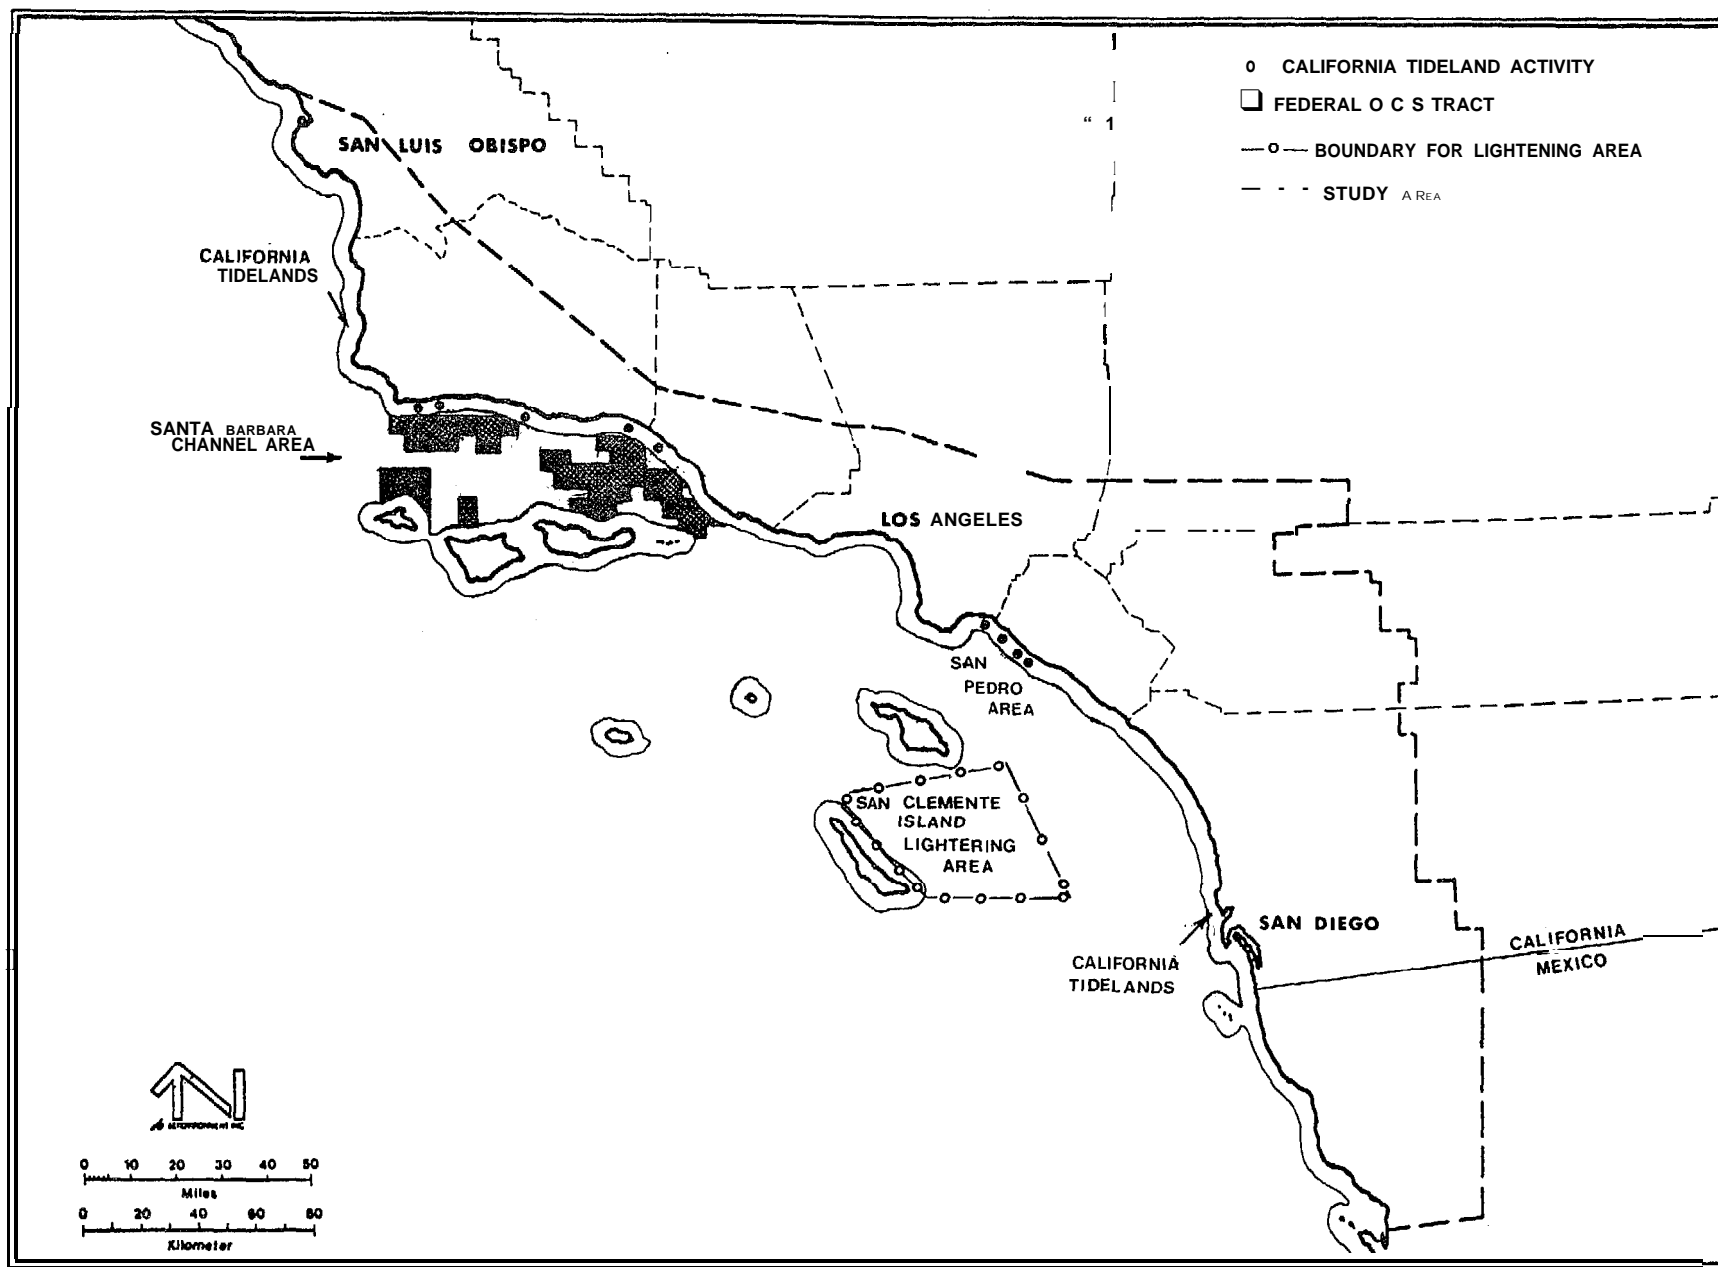 o CALIFORNIA TIDELAND ACTIVITY
FEDERAL O C S TRACT
BOUNDARY FOR LIGHTENING AREA
STUDY AREA
“ 1
SAN LUIS OBISPO
CALIFORNIA
TIDELANDS
SANTA BARBARA
CHANNEL AREA
LOS ANGELES
SAN
PEDRO
AREA
SAN CLEMENTE
ISLAND
LIGHTERING
AREA
SAN DIEGO
CALIFORNIA
MEXICO
CALIFORNIA
TIDELANDS
N
0 10 20 30 40 50
Miles
0 20 40 60 80
Kilometer